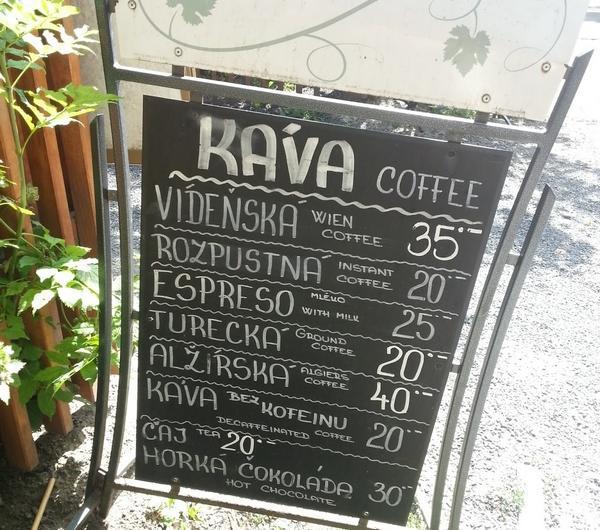 KÁVA COFFEE
VÍDEŇSKÁ WIEN COFFEE 35.--
ROZPUSTNÁ INSTANT COFFEE 20.--
ESPRESO MLÉKO WITH MILK 25.--
TURECKÁ GROUND COFFEE 20.--
ALŽÍRSKÁ ALGIERS COFFEE 40.--
KÁVA BEZ KOFEINU DECAFFEINATED COFFEE 20.--
ČAJ TEA 20.--
HORKÁ ČOKOLÁDA HOT CHOCOLATE 30.--